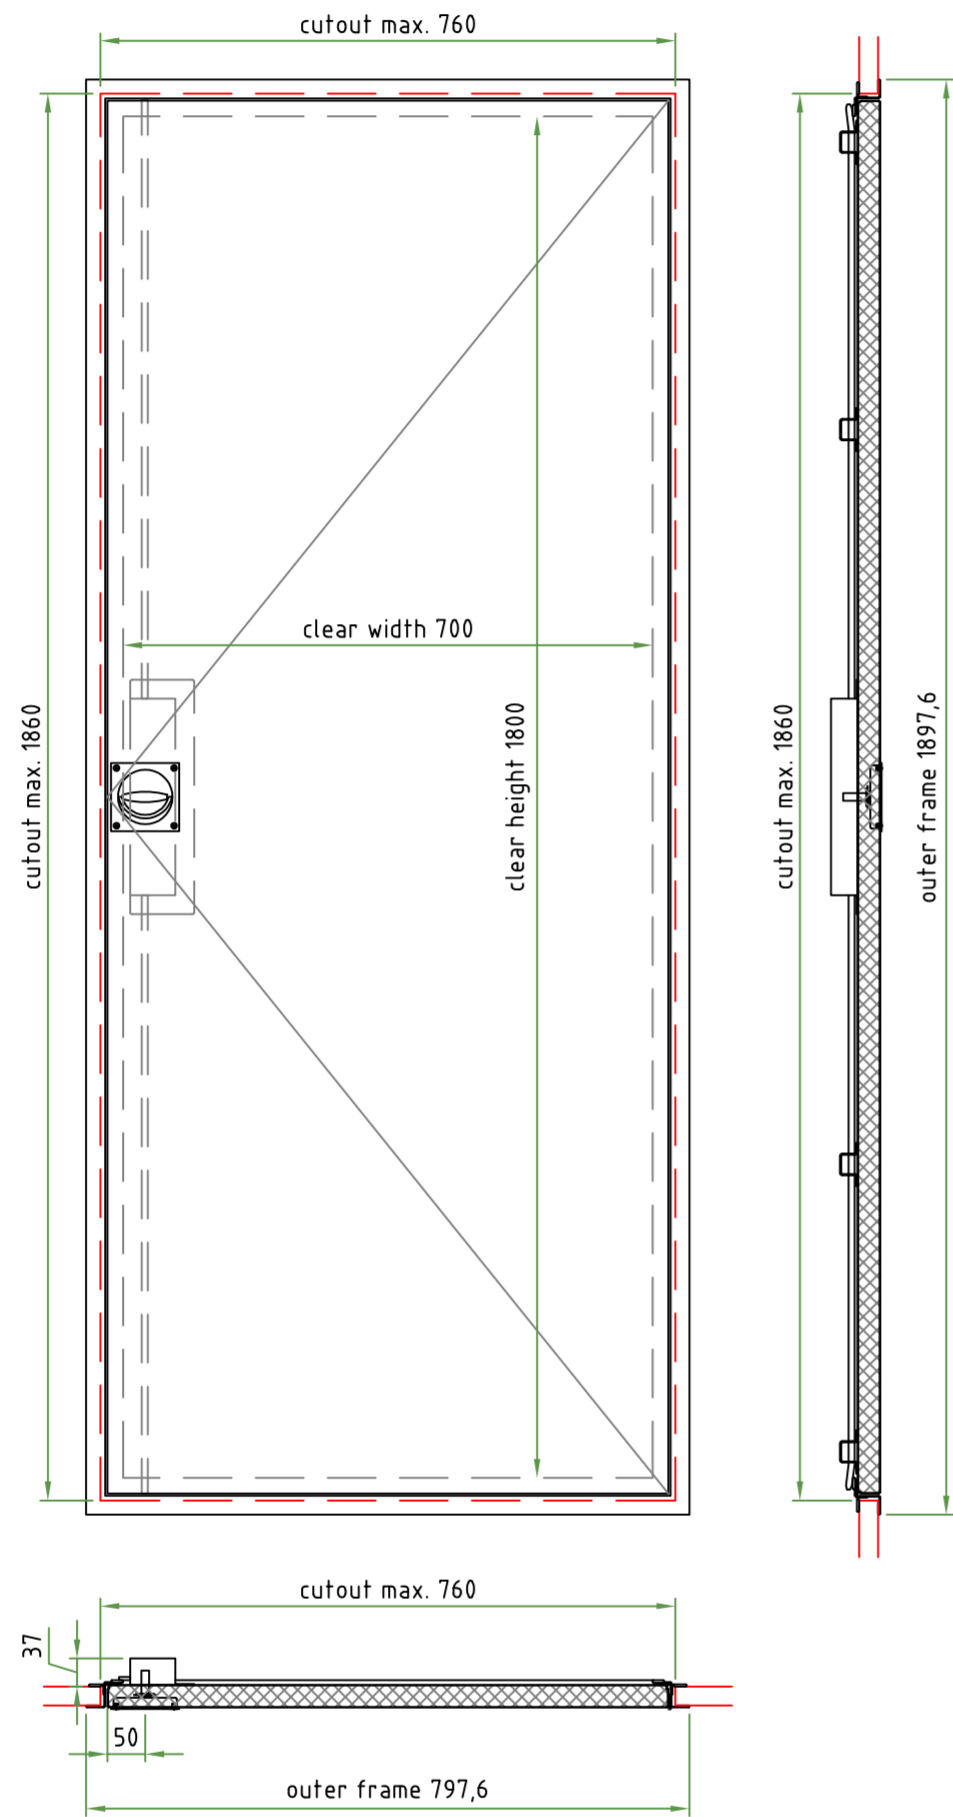 cutout max. 760
clear width 700
cutout max. 1860
clear height 1800
cutout max. 1860
outer frame 1897,6
cutout max. 760
37
50
outer frame 797,6